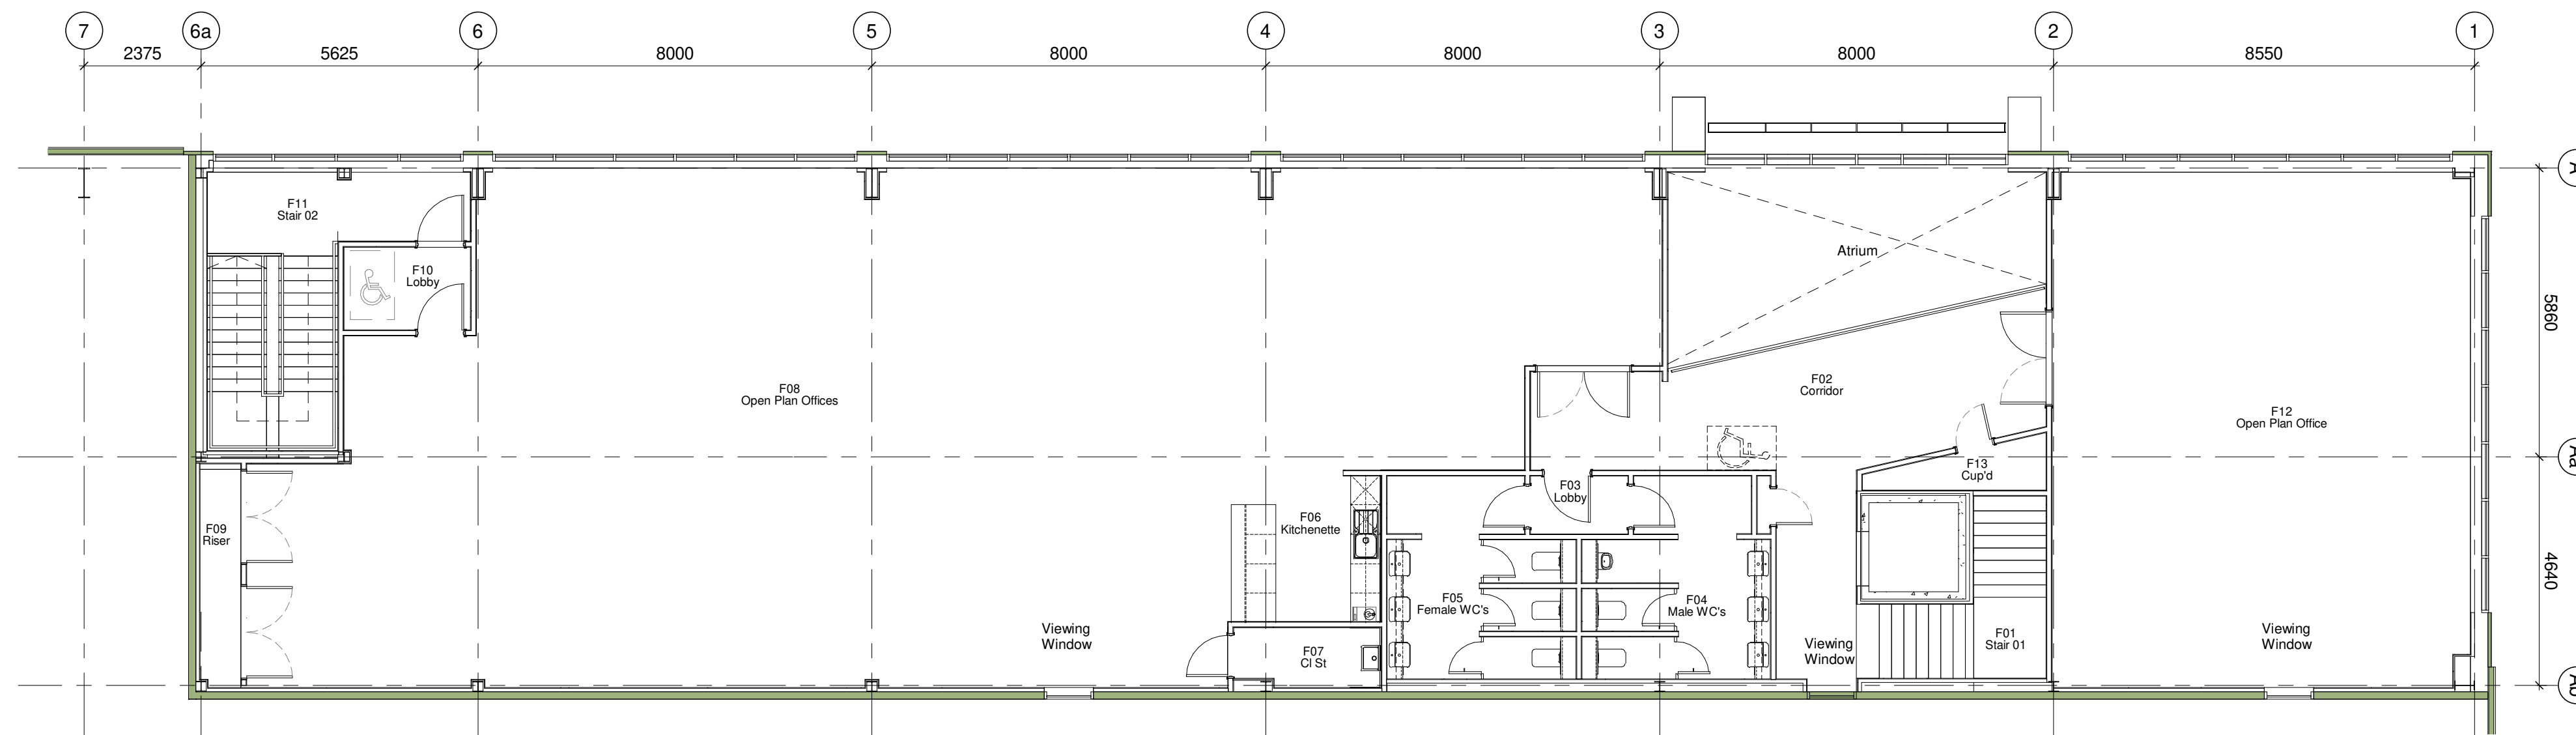 7
6a
6
5
4
3
2
1
2375
5625
8000
8000
8000
8000
8550
A
F11
Stair 02
F10
Lobby
Atrium
5860
F08
Open Plan Offices
F02
Corridor
F12
Open Plan Office
Aa
F13
Cup'd
F03
Lobby
F06
Kitchenette
F09
Riser
4640
F05
Female WC's
F04
Male WC's
Viewing
Window
F07
Cl St
Viewing
Window
F01
Stair 01
Viewing
Window
Ab